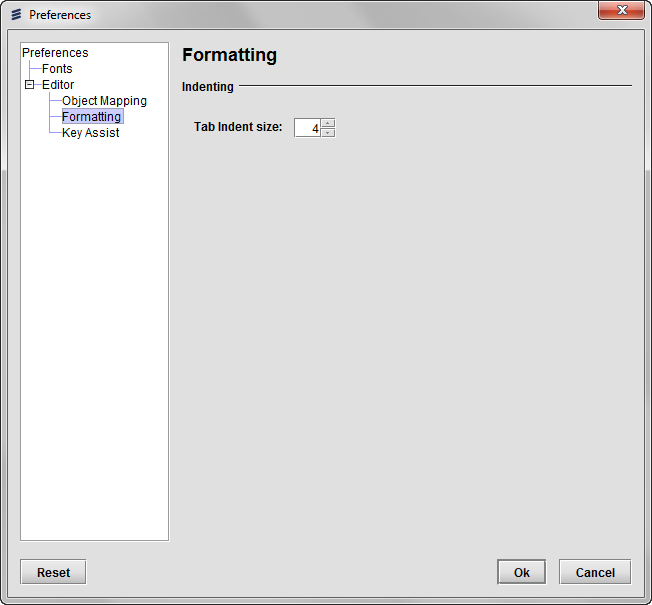 Preferences
Preferences
Fonts
Editor
Object Mapping
Formatting
Key Assist
Formatting
Indenting
Tab Indent size: 4
Reset
Ok
Cancel